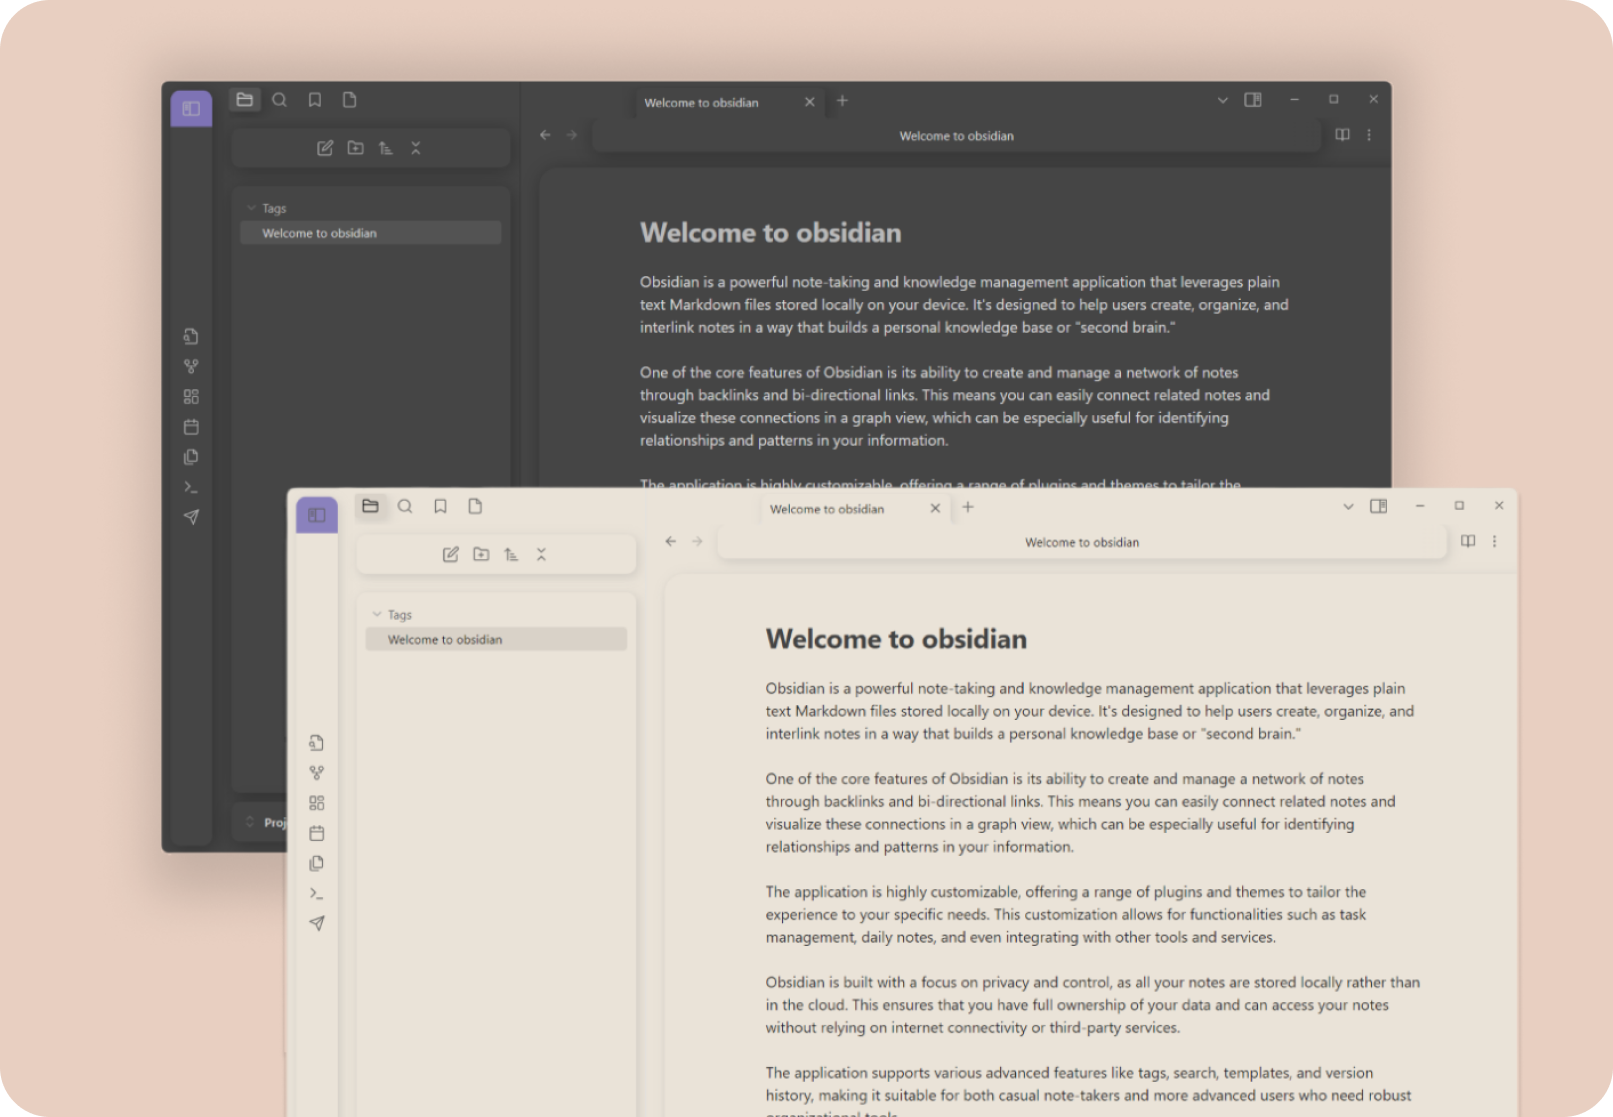 Welcome to obsidian
Welcome to obsidian
Tags
Welcome to obsidian
Welcome to obsidian
Obsidian is a powerful note-taking and knowledge management application that leverages plain
text Markdown files stored locally on your device. It's designed to help users create, organize, and
interlink notes in a way that builds a personal knowledge base or "second brain."
One of the core features of Obsidian is its ability to create and manage a network of notes
through backlinks and bi-directional links. This means you can easily connect related notes and
visualize these connections in a graph view, which can be especially useful for identifying
relationships and patterns in your information.
The application is highly customizable, offering a range of plugins and themes to tailor the
Proj
Welcome to obsidian
Welcome to obsidian
Tags
Welcome to obsidian
Welcome to obsidian
Obsidian is a powerful note-taking and knowledge management application that leverages plain
text Markdown files stored locally on your device. It's designed to help users create, organize, and
interlink notes in a way that builds a personal knowledge base or "second brain."
One of the core features of Obsidian is its ability to create and manage a network of notes
through backlinks and bi-directional links. This means you can easily connect related notes and
visualize these connections in a graph view, which can be especially useful for identifying
relationships and patterns in your information.
The application is highly customizable, offering a range of plugins and themes to tailor the
experience to your specific needs. This customization allows for functionalities such as task
management, daily notes, and even integrating with other tools and services.
Obsidian is built with a focus on privacy and control, as all your notes are stored locally rather than
in the cloud. This ensures that you have full ownership of your data and can access your notes
without relying on internet connectivity or third-party services.
The application supports various advanced features like tags, search, templates, and version
history, making it suitable for both casual note-takers and more advanced users who need robust